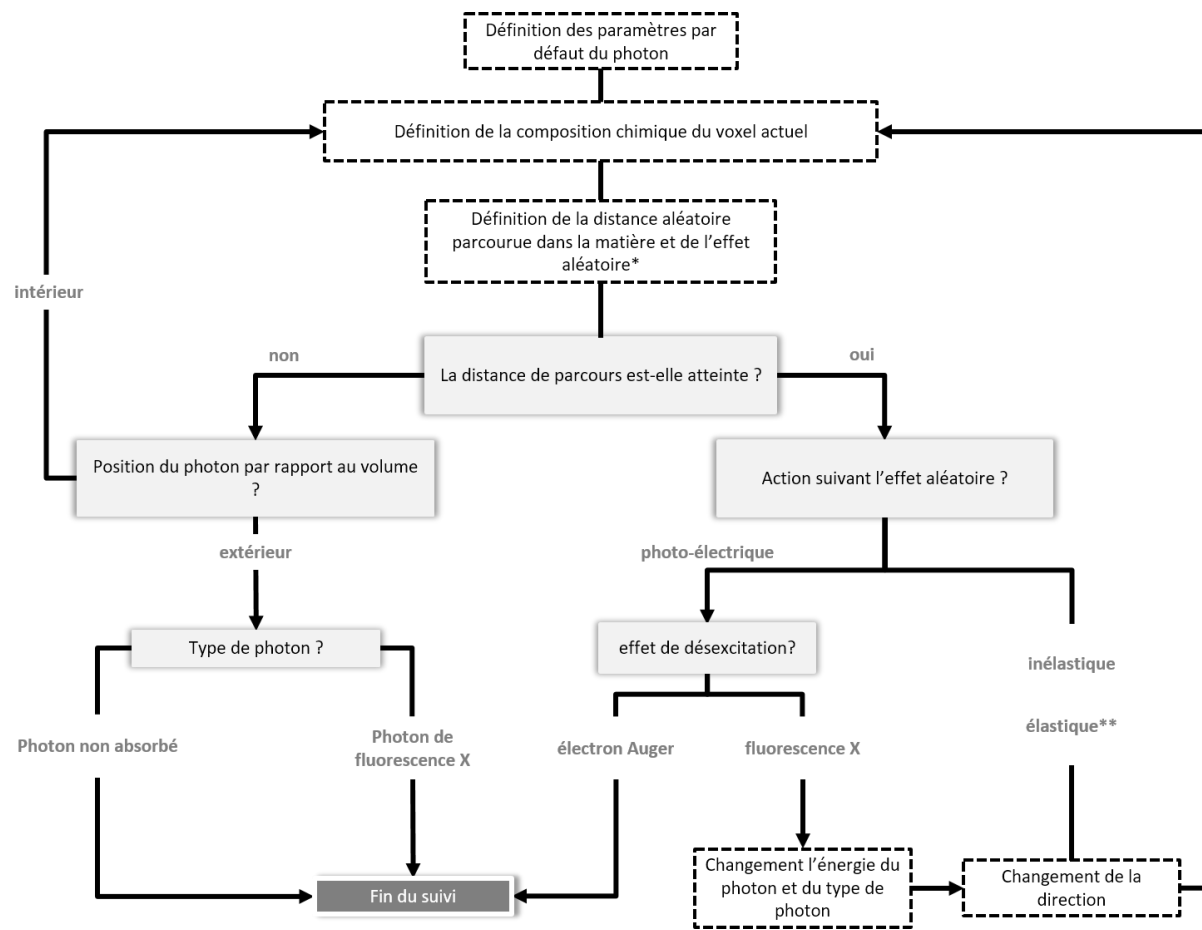 Définition des paramètres par
défaut du photon
Définition de la composition chimique du voxel actuel
Définition de la distance aléatoire
parcourue dans la matière et de l'effet
aléatoire*
intérieur
non
oui
La distance de parcours est-elle atteinte ?
Position du photon par rapport au volume
?
Action suivant l'effet aléatoire ?
extérieur
photo-électrique
Type de photon ?
effet de désexcitation?
inélastique
élastique**
Photon non absorbé
Photon de
fluorescence X
électron Auger
fluorescence X
Fin du suivi
Changement l'énergie du
photon et du type de
photon
Changement de la
direction